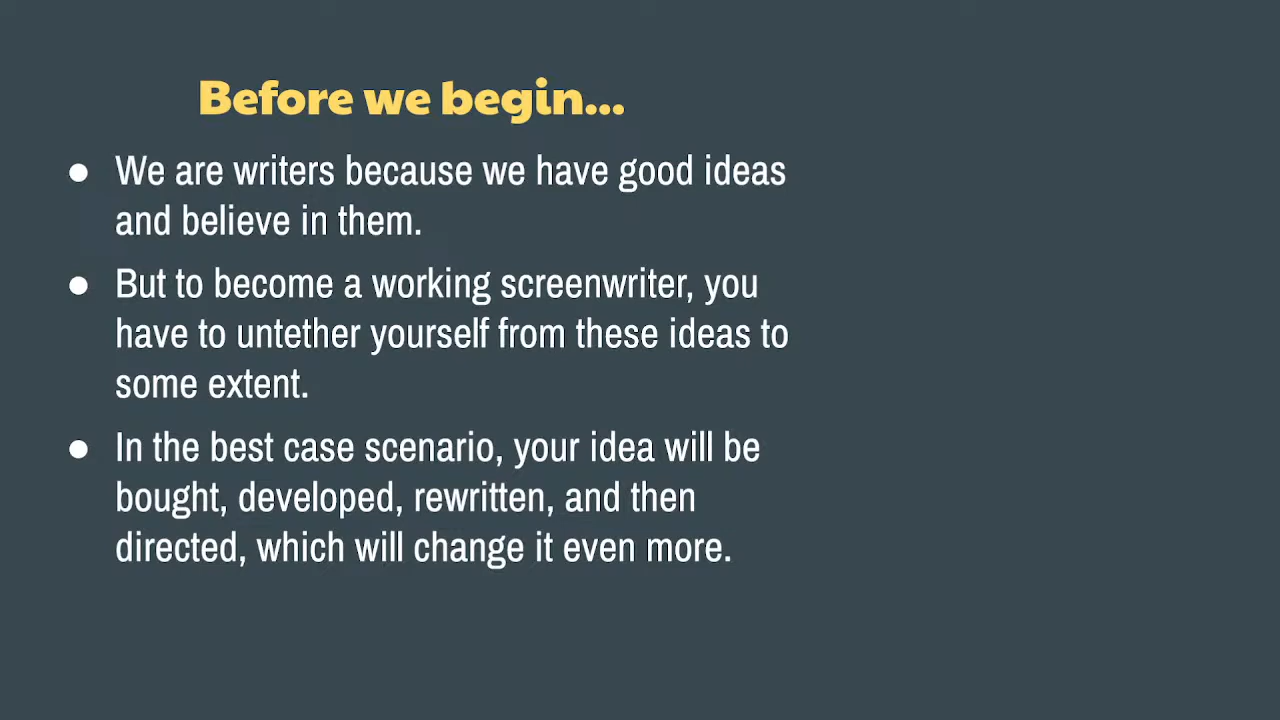 Before we begin...
● We are writers because we have good ideas
and believe in them.
● But to become a working screenwriter, you
have to untether yourself from these ideas to
some extent.
● In the best case scenario, your idea will be
bought, developed, rewritten, and then
directed, which will change it even more.